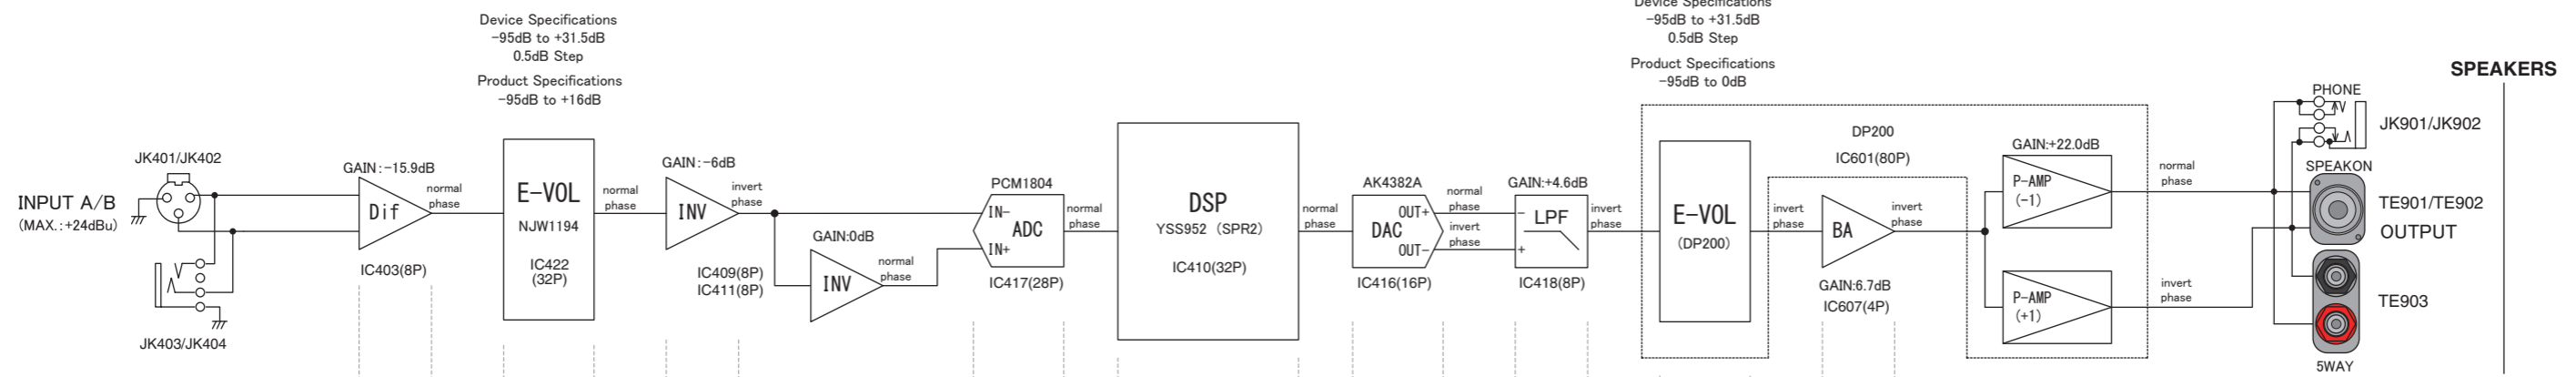 Device Specifications
-95dB to +31.5dB
0.5dB Step
Product Specifications
-95dB to +16dB
Device Specifications
-95dB to +31.5dB
0.5dB Step
Product Specifications
-95dB to 0dB
SPEAKERS
INPUT A/B
(MAX.:+24dBu)
JK401/JK402
JK403/JK404
GAIN:-15.9dB
Dif
IC403(8P)
normal
phase
E-VOL
NJW1194
IC422
(32P)
normal
phase
GAIN:-6dB
INV
IC409(8P)
IC411(8P)
invert
phase
GAIN:0dB
INV
normal
phase
PCM1804
IN-
ADC
IN+
IC417(28P)
normal
phase
DSP
YSS952 (SPR2)
IC410(32P)
normal
phase
AK4382A
OUT+
DAC
OUT-
IC416(16P)
normal
phase
invert
phase
GAIN:+4.6dB
-
LPF
+
IC418(8P)
invert
phase
E-VOL
(DP200)
invert
phase
DP200
IC601(80P)
BA
GAIN:6.7dB
IC607(4P)
invert
phase
GAIN:+22.0dB
P-AMP
(-1)
normal
phase
P-AMP
(+1)
invert
phase
PHONE
JK901/JK902
SPEAKON
TE901/TE902
OUTPUT
TE903
5WAY